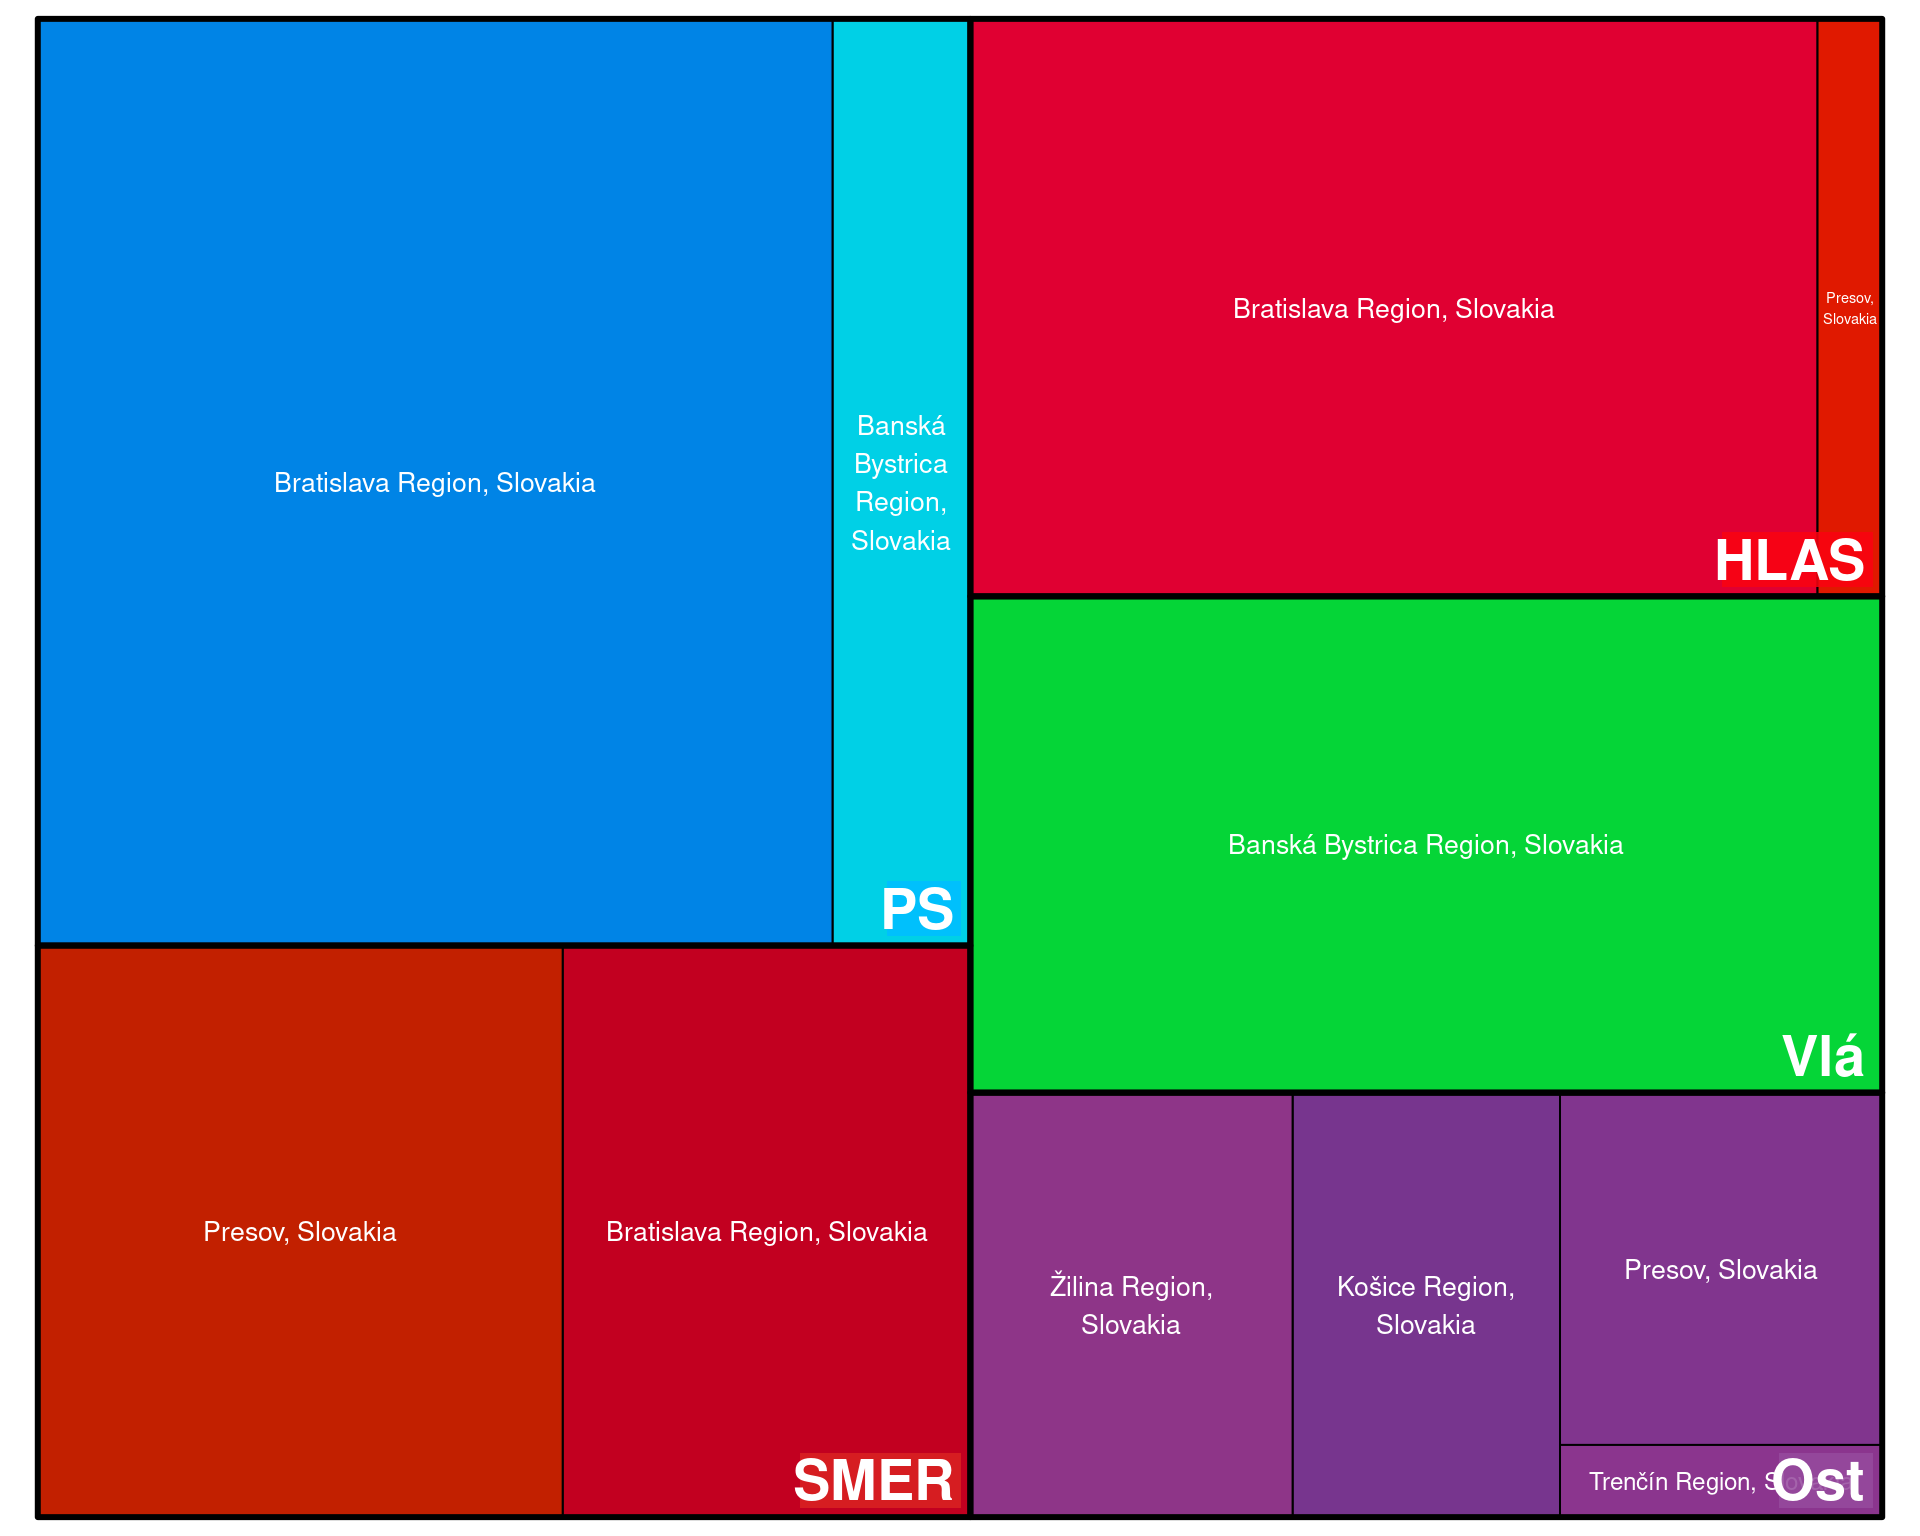 Bratislava Region, Slovakia
Banská
Bystrica
Region,
Slovakia
PS
Bratislava Region, Slovakia
Presov,
Slovakia
HLAS
Banská Bystrica Region, Slovakia
Vlá
Presov, Slovakia
Bratislava Region, Slovakia
SMER
Žilina Region,
Slovakia
Košice Region,
Slovakia
Presov, Slovakia
Trenčín Region,
Ost